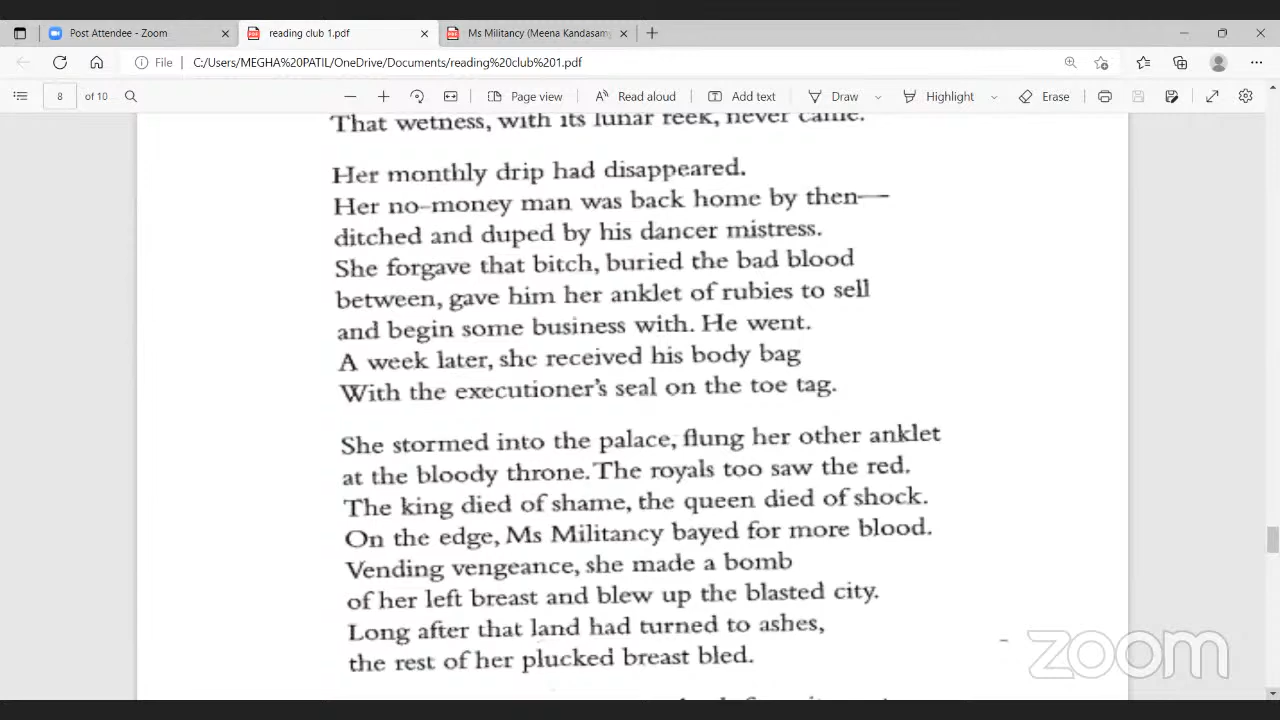 Post Attendee - Zoom
reading club 1.pdf
Ms Militancy (Meena Kandasam
File
C:/Users/MEGHA%20PATIL/OneDrive/Documents/reading%20club%201.pdf
8 of 10
Page view
Read aloud
Add text
Draw
Highlight
Erase
That wetness, with its lunar reek, never came.
Her monthly drip had disappeared.
Her no-money man was back home by then—
ditched and duped by his dancer mistress.
She forgave that bitch, buried the bad blood
between, gave him her anklet of rubies to sell
and begin some business with. He went.
A week later, she received his body bag
With the executioner's seal on the toe tag.
She stormed into the palace, flung her other anklet
at the bloody throne. The royals too saw the red.
The king died of shame, the queen died of shock.
On the edge, Ms Militancy bayed for more blood.
Vending vengeance, she made a bomb
of her left breast and blew up the blasted city.
Long after that land had turned to ashes,
the rest of her plucked breast bled.
zoom